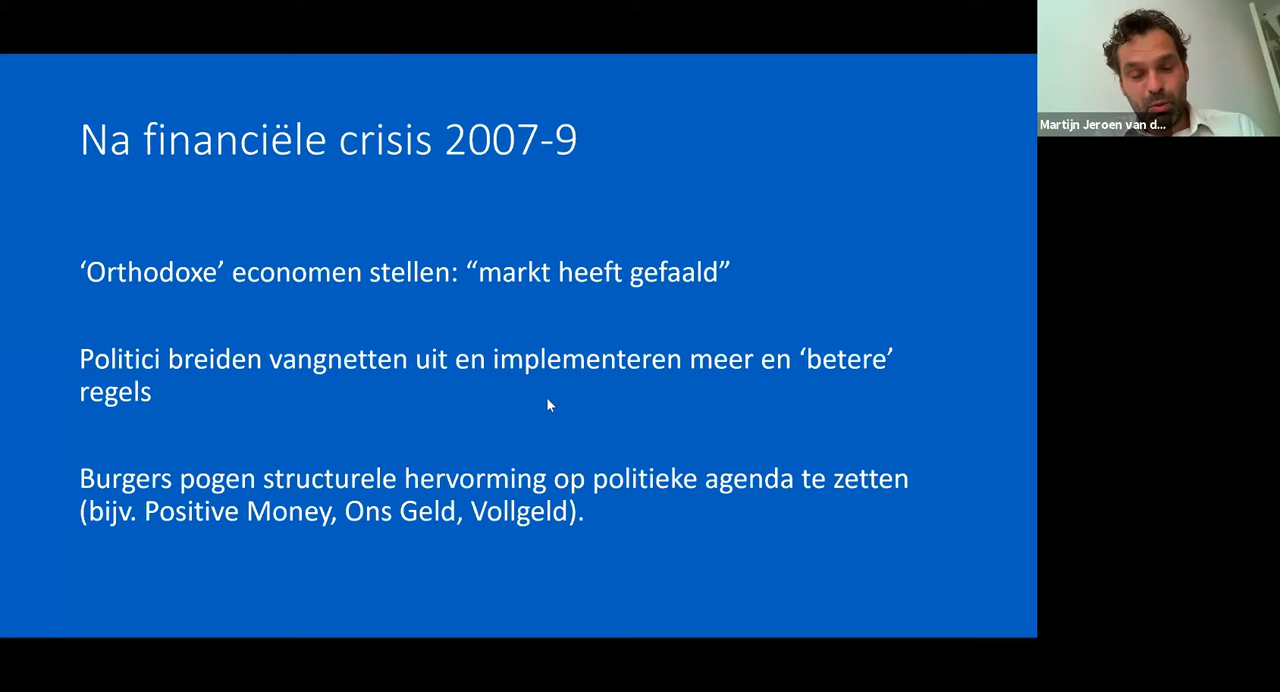 Na financiële crisis 2007-9
‘Orthodoxe’ economen stellen: “markt heeft gefaald”
Politici breiden vangnetten uit en implementeren meer en ‘betere’
regels
Burgers pogen structurele hervorming op politieke agenda te zetten
(bijv. Positive Money, Ons Geld, Vollgeld).
Martijn Jeroen van d...